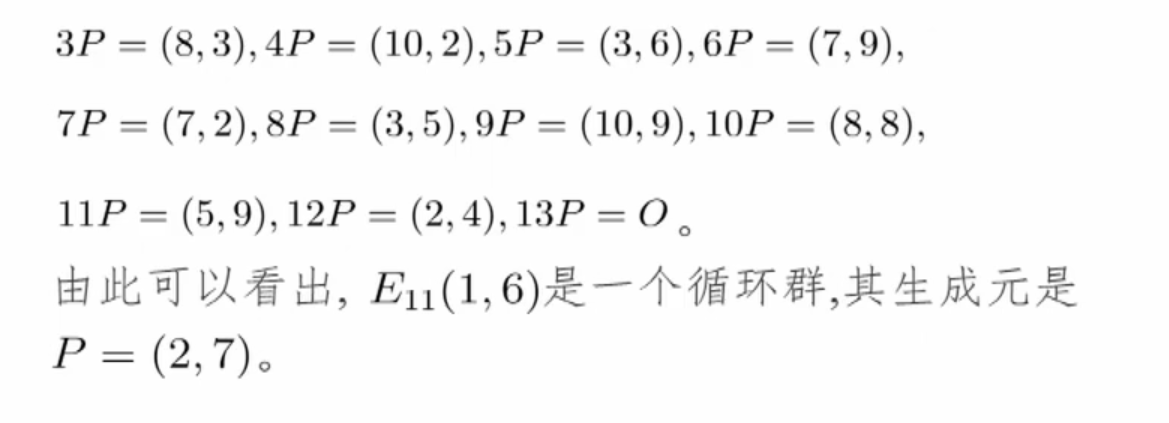 3P = (8, 3), 4P = (10, 2), 5P = (3, 6), 6P = (7, 9),
7P = (7, 2), 8P = (3, 5), 9P = (10, 9), 10P = (8, 8),
11P = (5, 9), 12P = (2, 4), 13P = O 。
由此可以看出, E₁₁(1, 6)是一个循环群,其生成元是
P = (2, 7)。